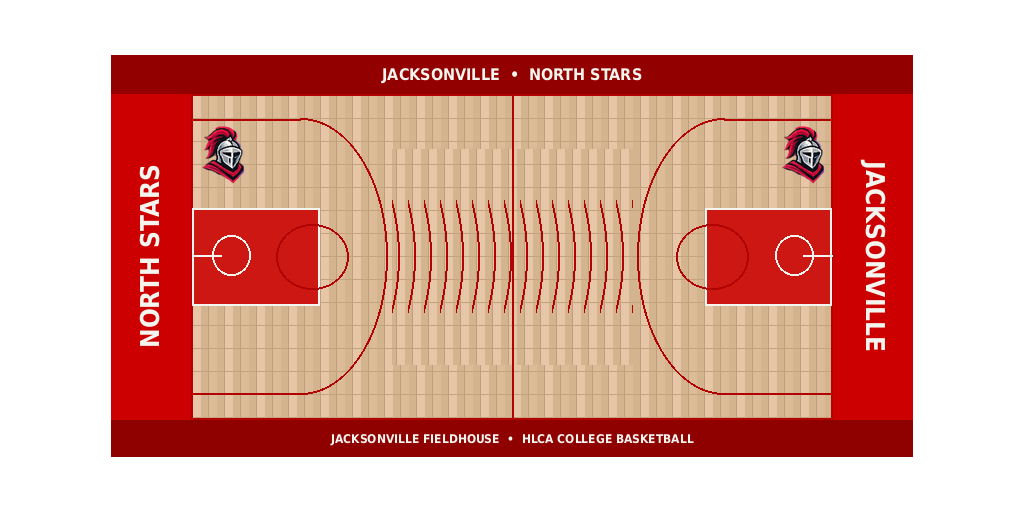 JACKSONVILLE • NORTH STARS
NORTH STARS
JACKSONVILLE
JACKSONVILLE FIELDHOUSE • HLCA COLLEGE BASKETBALL